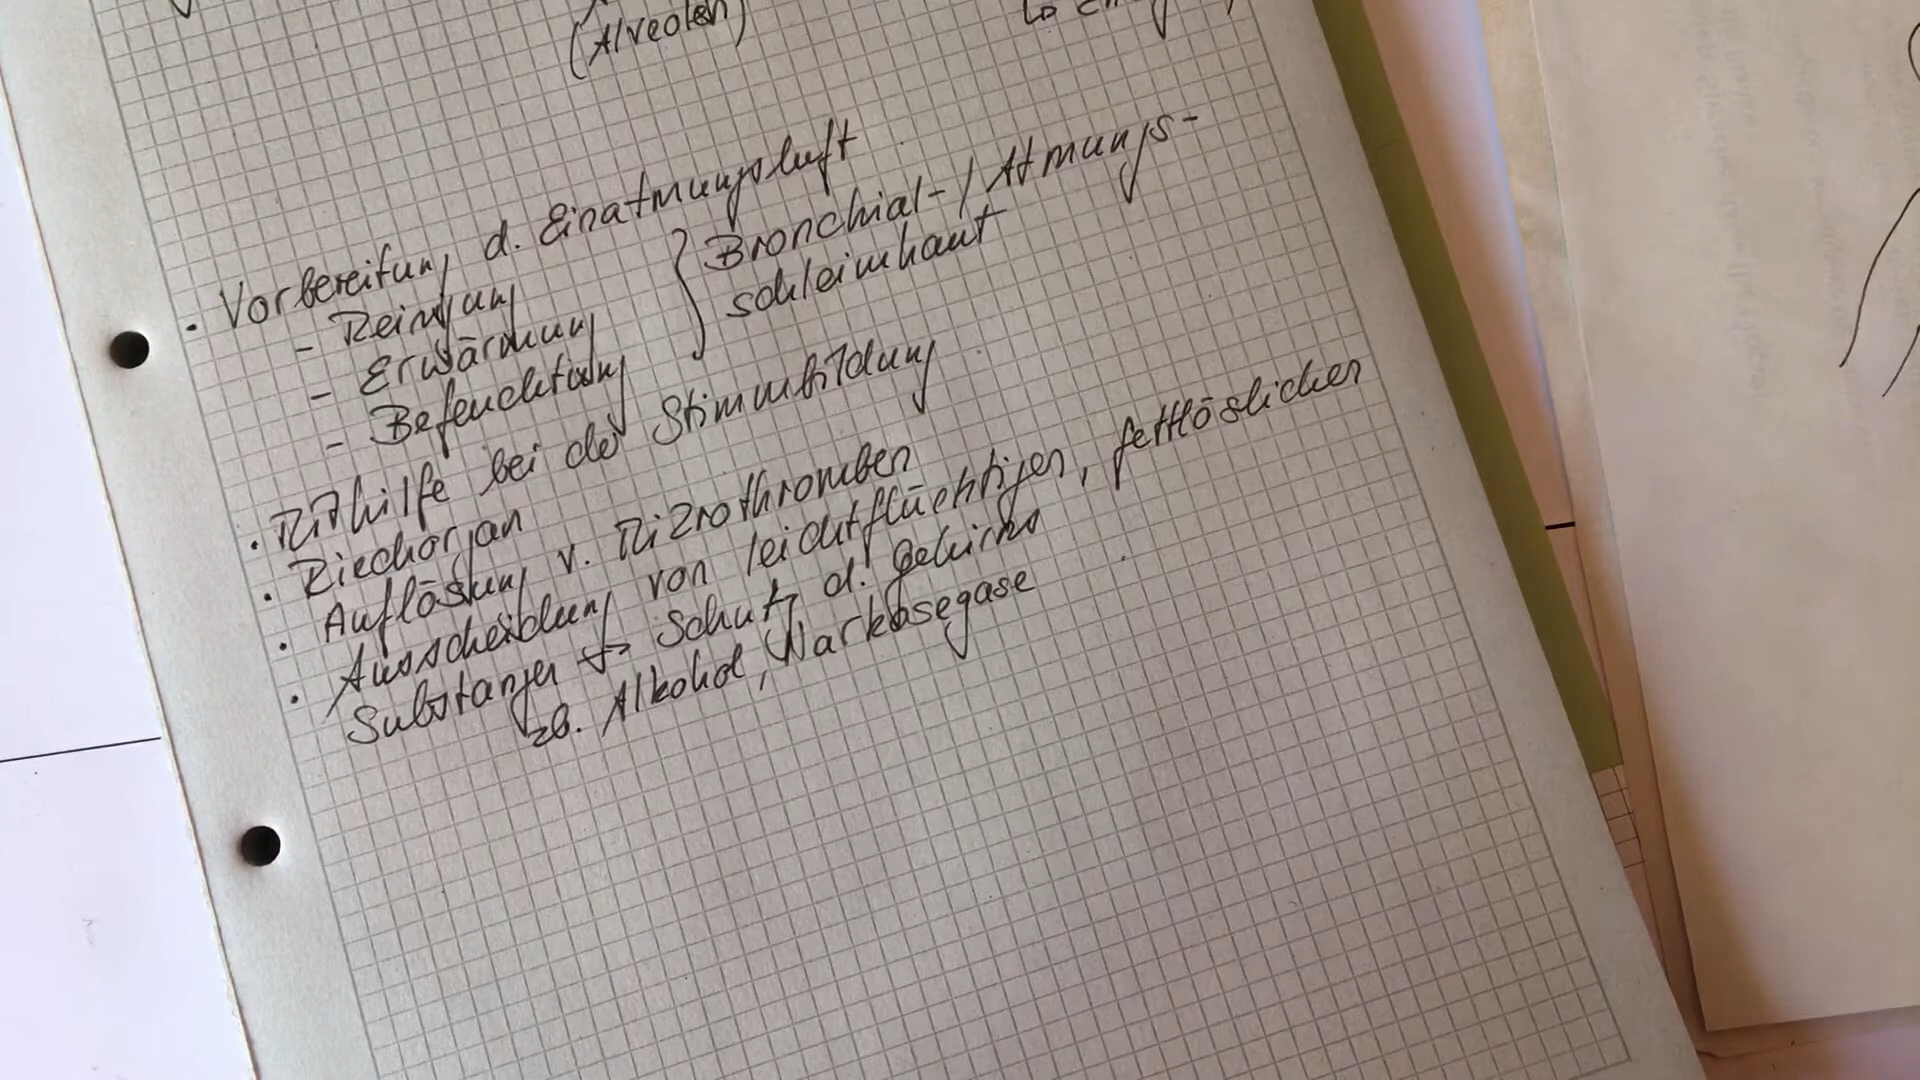 (Alveolen)
• Vorbereitung d. Einatmungsluft
- Reinigung
- Erwärmung
- Befeuchtung
} Bronchial-/Atmungs-
schleimhaut
• Mithilfe bei der Stimmbildung
• Riechorgan
• Auflösung v. Mikrothromben
• Ausscheidung von leichtflüchtigen, fettlöslichen
Substanzen → Schutz d. Gehirns
zB. Alkohol, Narkosegase